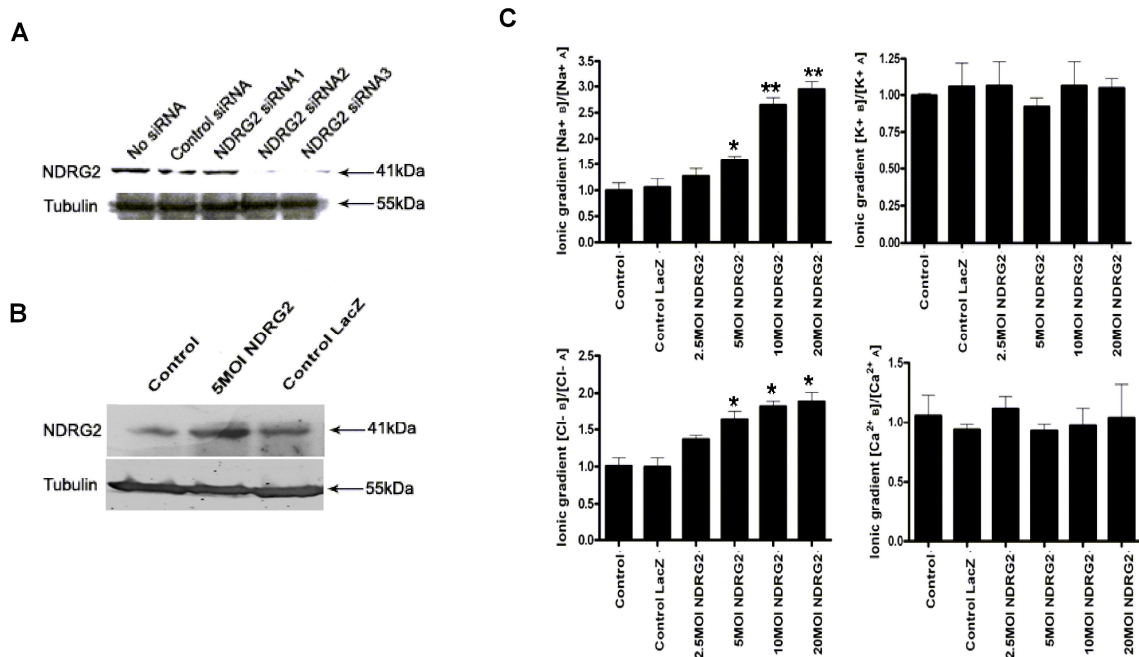 A
No siRNA
Control siRNA
NDRG2 siRNA1
NDRG2 siRNA2
NDRG2 siRNA3
NDRG2
41kDa
Tubulin
55kDa
B
Control
5MOI NDRG2
Control LacZ
NDRG2
41kDa
Tubulin
55kDa
C
Ionic gradient [Na+ B]/[Na+ A]
3.5
3.0
2.5
2.0
1.5
1.0
0.5
0.0
*
**
**
Control
Control LacZ
2.5MOI NDRG2
5MOI NDRG2
10MOI NDRG2
20MOI NDRG2
Ionic gradient [K+ B]/[K+ A]
1.25
1.00
0.75
0.50
0.25
0.00
Control
Control LacZ
2.5MOI NDRG2
5MOI NDRG2
10MOI NDRG2
20MOI NDRG2
Ionic gradient [Cl- B]/[Cl- A]
2.5
2.0
1.5
1.0
0.5
0.0
*
*
*
Control
Control LacZ
2.5MOI NDRG2
5MOI NDRG2
10MOI NDRG2
20MOI NDRG2
Ionic gradient [Ca²⁺ B]/[Ca²⁺ A]
1.5
1.0
0.5
0.0
Control
Control LacZ
2.5MOI NDRG2
5MOI NDRG2
10MOI NDRG2
20MOI NDRG2